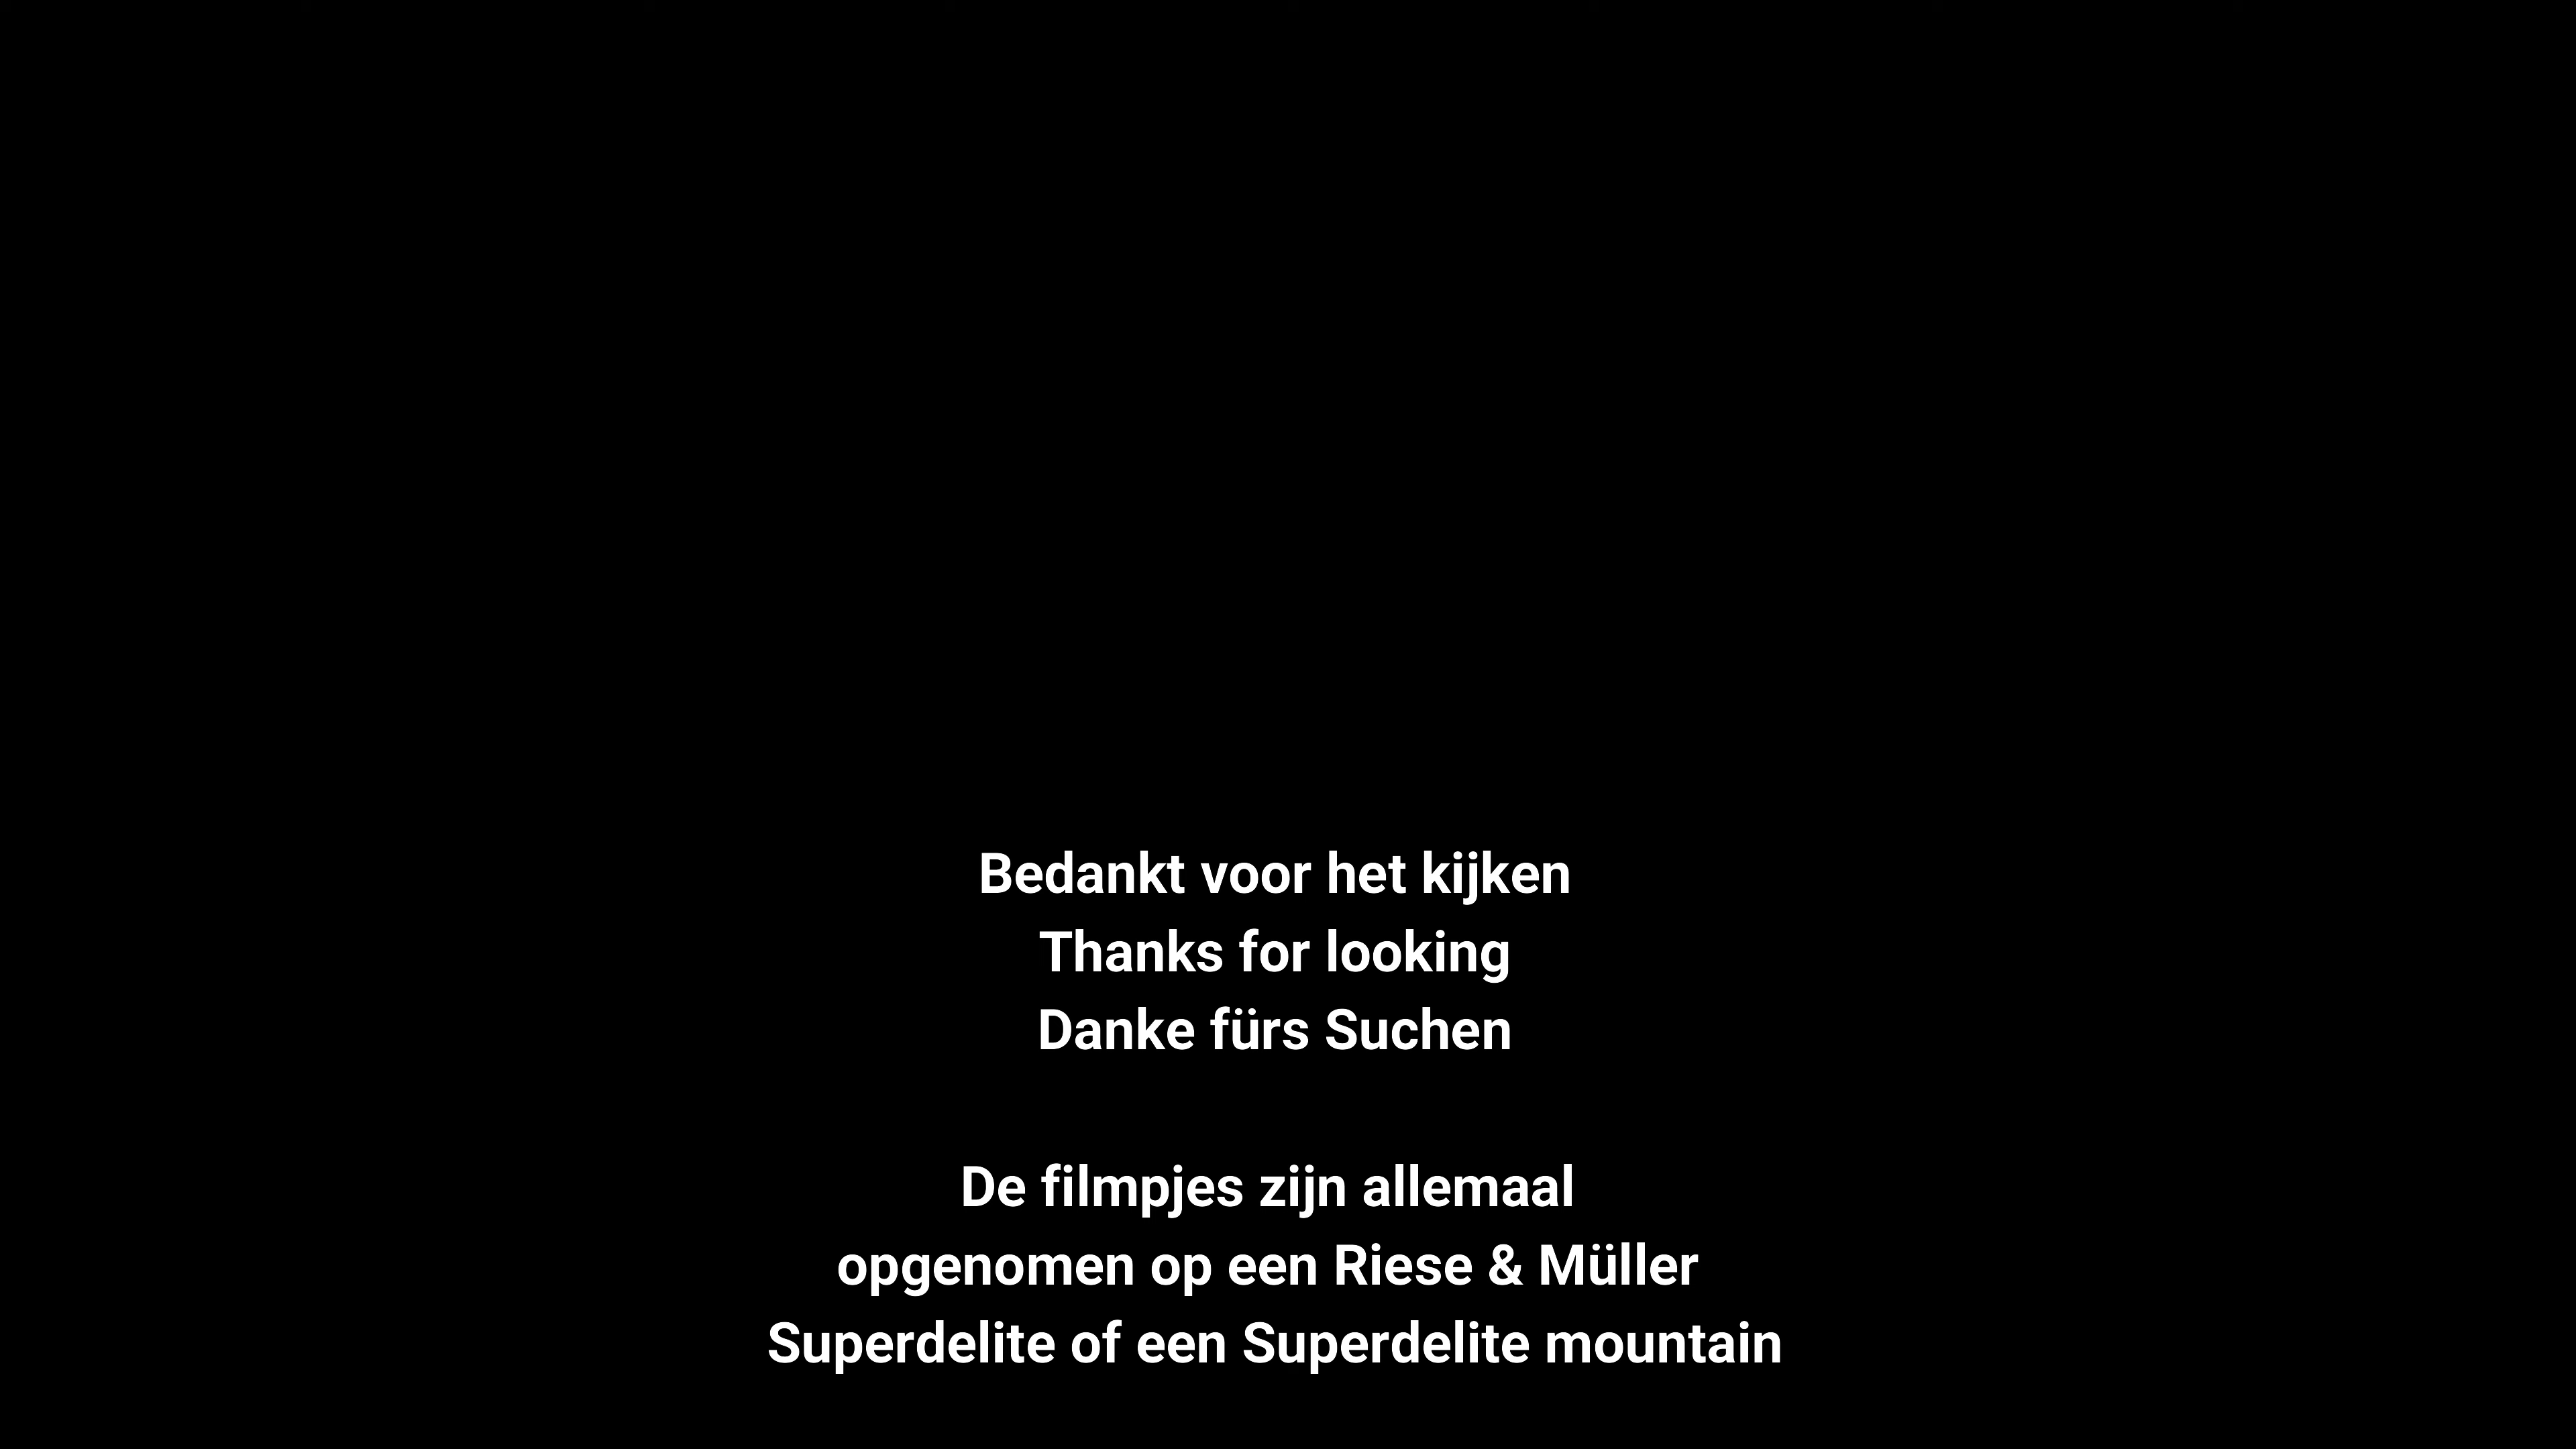 Bedankt voor het kijken
Thanks for looking
Danke fürs Suchen
De filmpjes zijn allemaal
opgenomen op een Riese & Müller
Superdelite of een Superdelite mountain